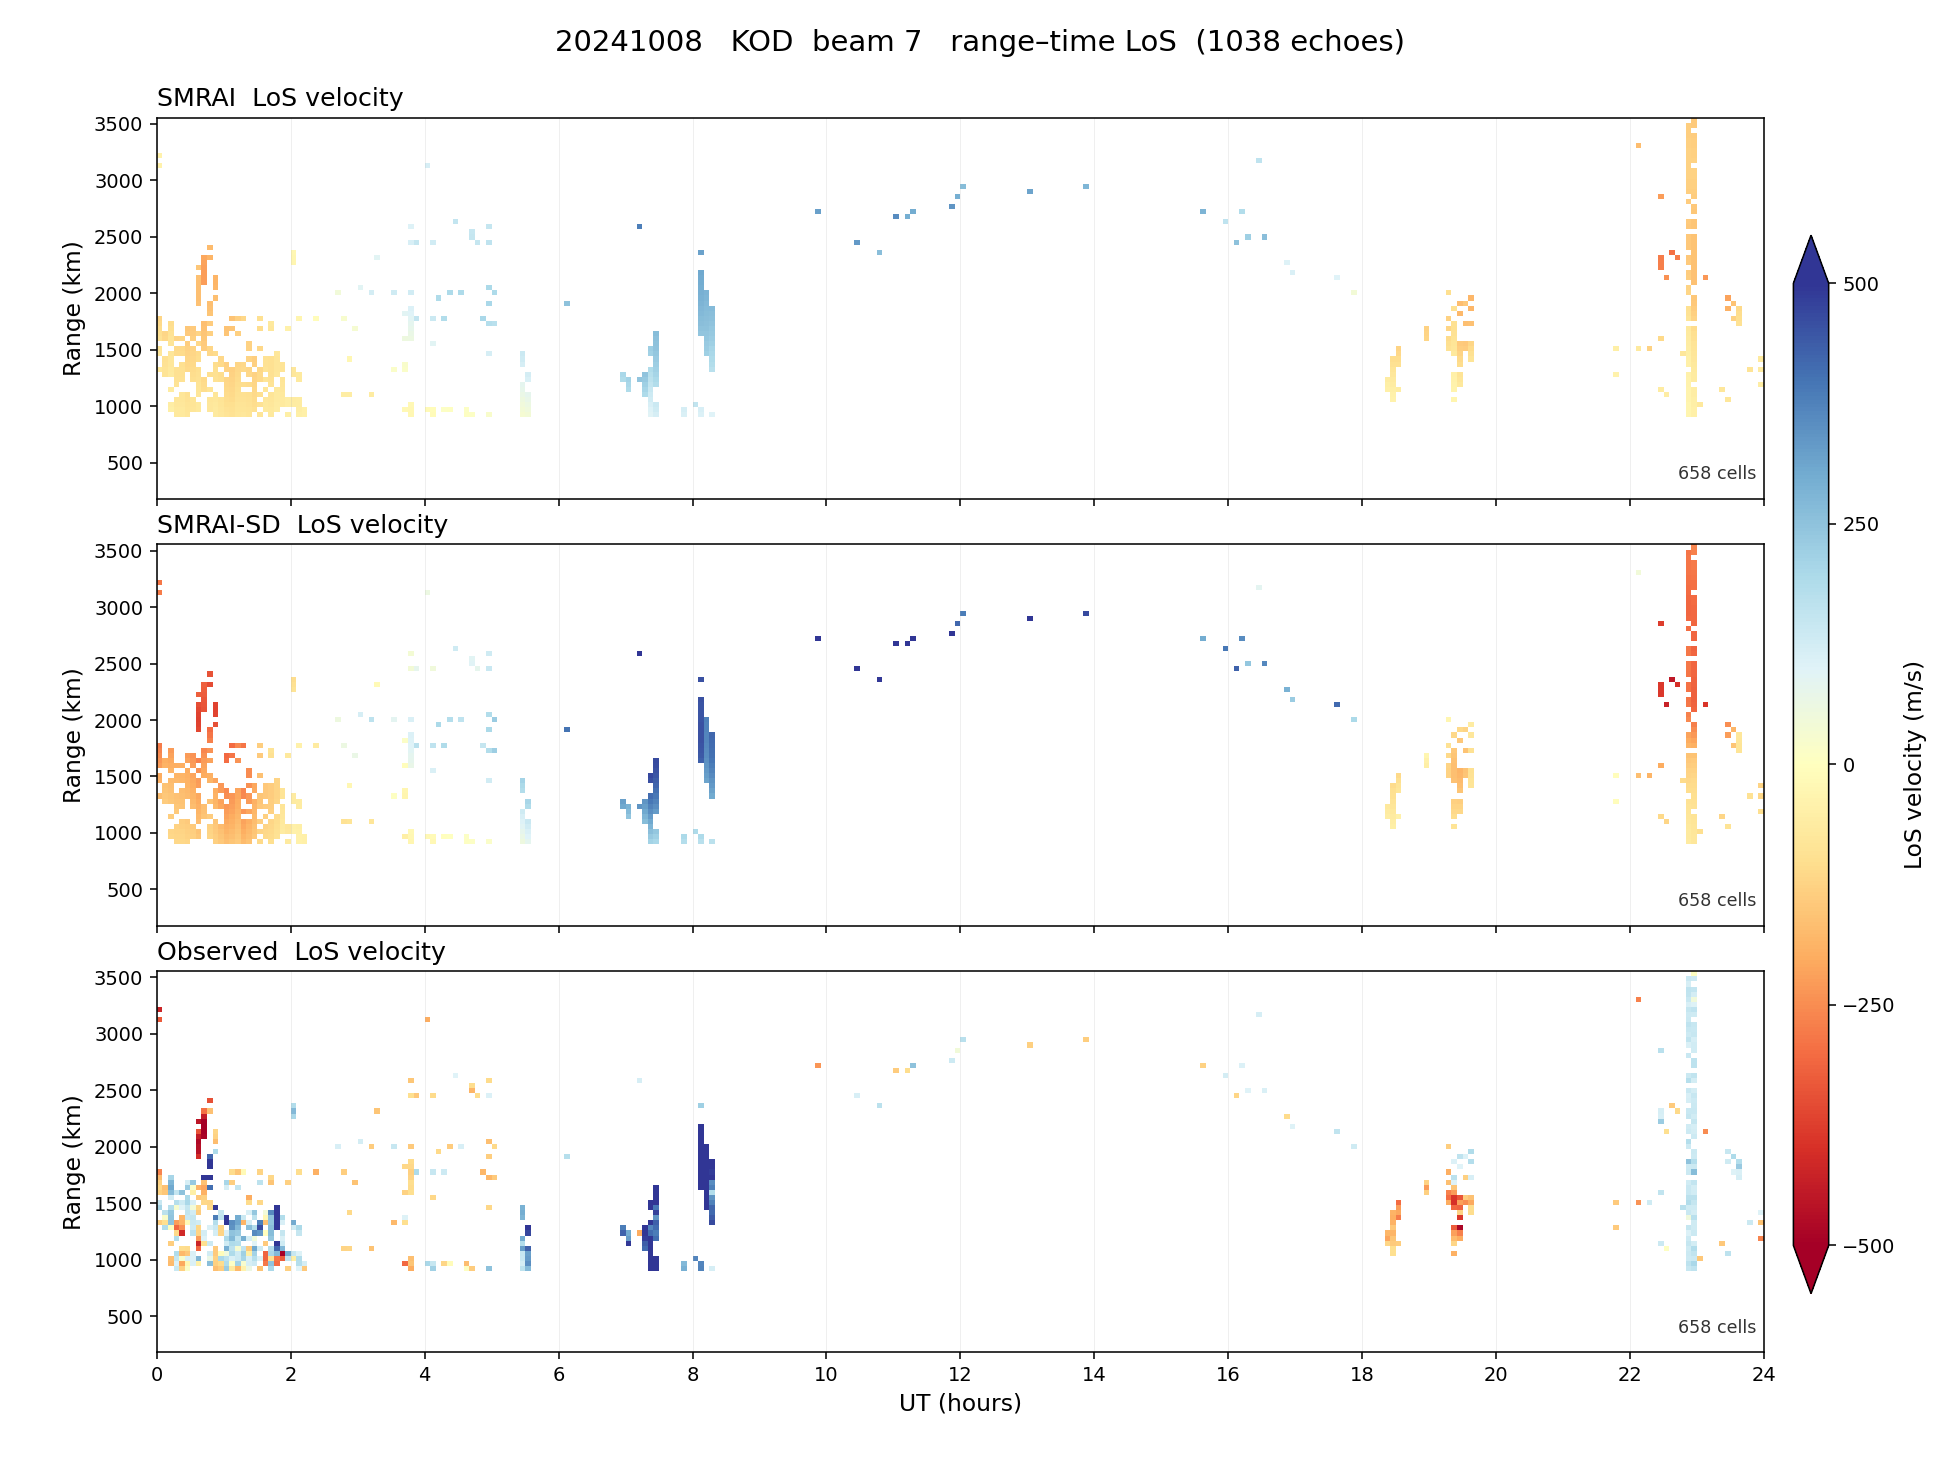 20241008   KOD  beam 7   range–time LoS  (1038 echoes)
SMRAI  LoS velocity
3500
3000
2500
2000
1500
1000
500
Range (km)
658 cells
SMRAI-SD  LoS velocity
3500
3000
2500
2000
1500
1000
500
Range (km)
658 cells
Observed  LoS velocity
3500
3000
2500
2000
1500
1000
500
Range (km)
658 cells
0 2 4 6 8 10 12 14 16 18 20 22 24
UT (hours)
500
250
0
−250
−500
LoS velocity (m/s)